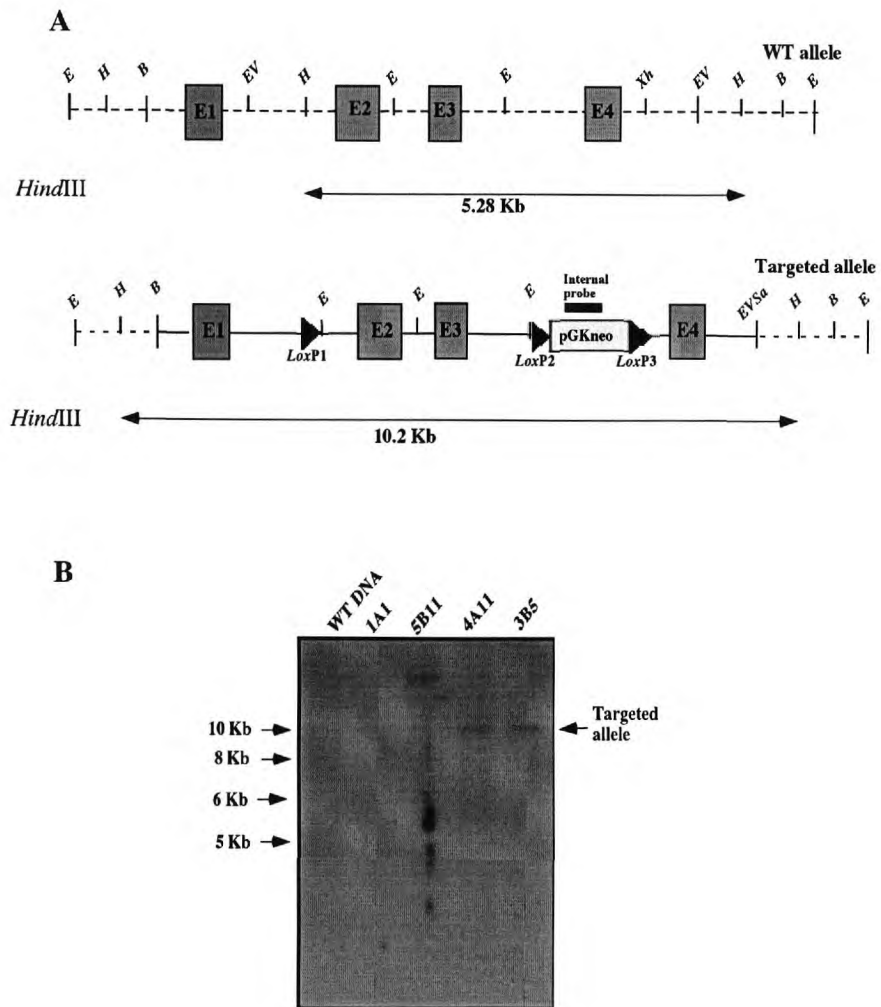 A
WT allele
E H B EV H E E Xh EV H B E
E1 E2 E3 E4
HindIII
5.28 Kb
Targeted allele
Internal
probe
E H B E E E EVSa H B E
E1 E2 E3 pGKneo E4
LoxP1 LoxP2 LoxP3
HindIII
10.2 Kb
B
WT DNA 1A1 5B11 4A11 3B5
10 Kb
Targeted
allele
8 Kb
6 Kb
5 Kb